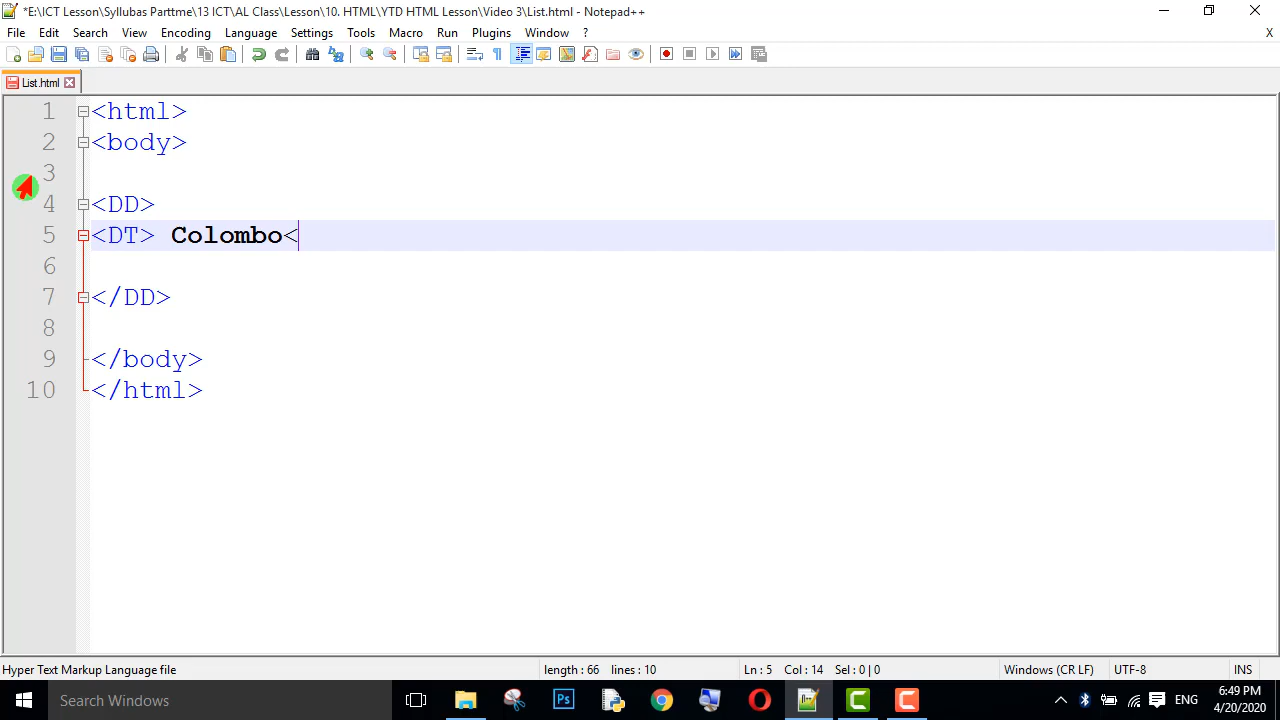 *E:\ICT Lesson\Syllubas Parttme\13 ICT\AL Class\Lesson\10. HTML\YTD HTML Lesson\Video 3\List.html - Notepad++
File Edit Search View Encoding Language Settings Tools Macro Run Plugins Window ? X
List.html
1 <html>
2 <body>
3
4 <DD>
5 <DT> Colombo<
6
7 </DD>
8
9 </body>
10 </html>
Hyper Text Markup Language file length : 66 lines : 10 Ln : 5 Col : 14 Sel : 0 | 0 Windows (CR LF) UTF-8 INS
Search Windows Ps ENG 6:49 PM
4/20/2020